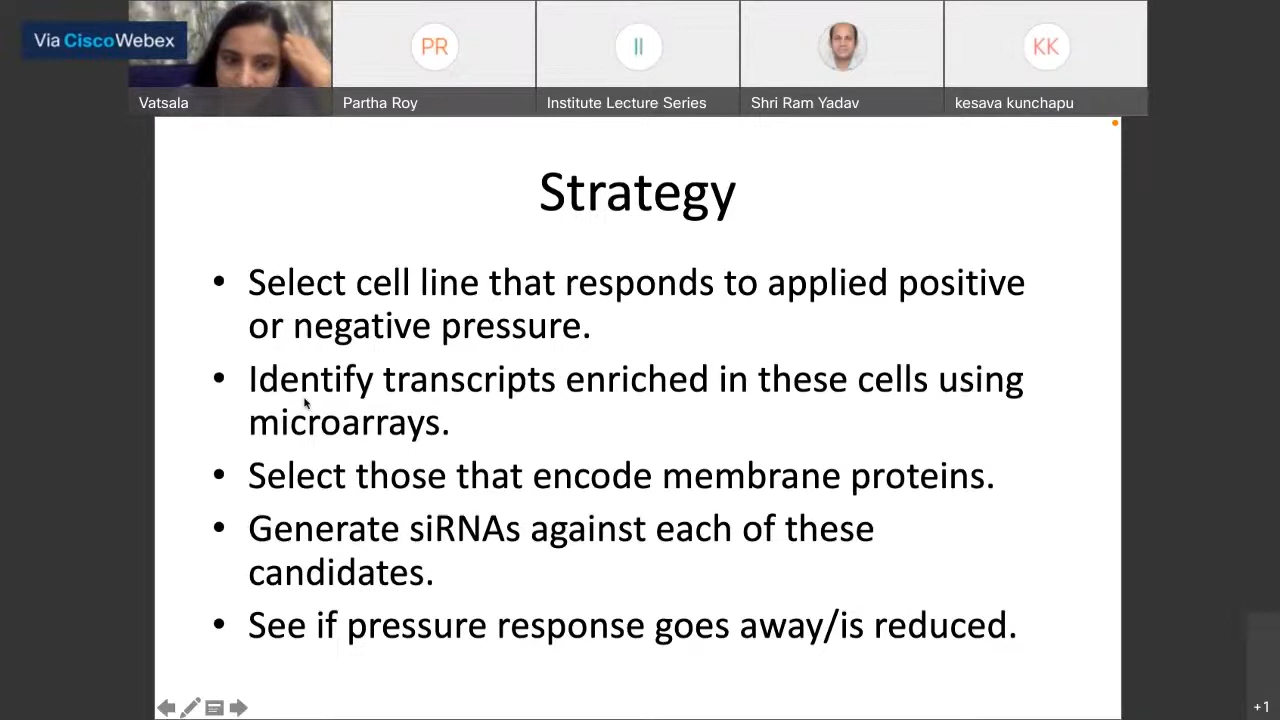 Via CiscoWebex
PR
II
KK
Vatsala
Partha Roy
Institute Lecture Series
Shri Ram Yadav
kesava kunchapu
Strategy
• Select cell line that responds to applied positive
or negative pressure.
• Identify transcripts enriched in these cells using
microarrays.
• Select those that encode membrane proteins.
• Generate siRNAs against each of these
candidates.
• See if pressure response goes away/is reduced.
+1